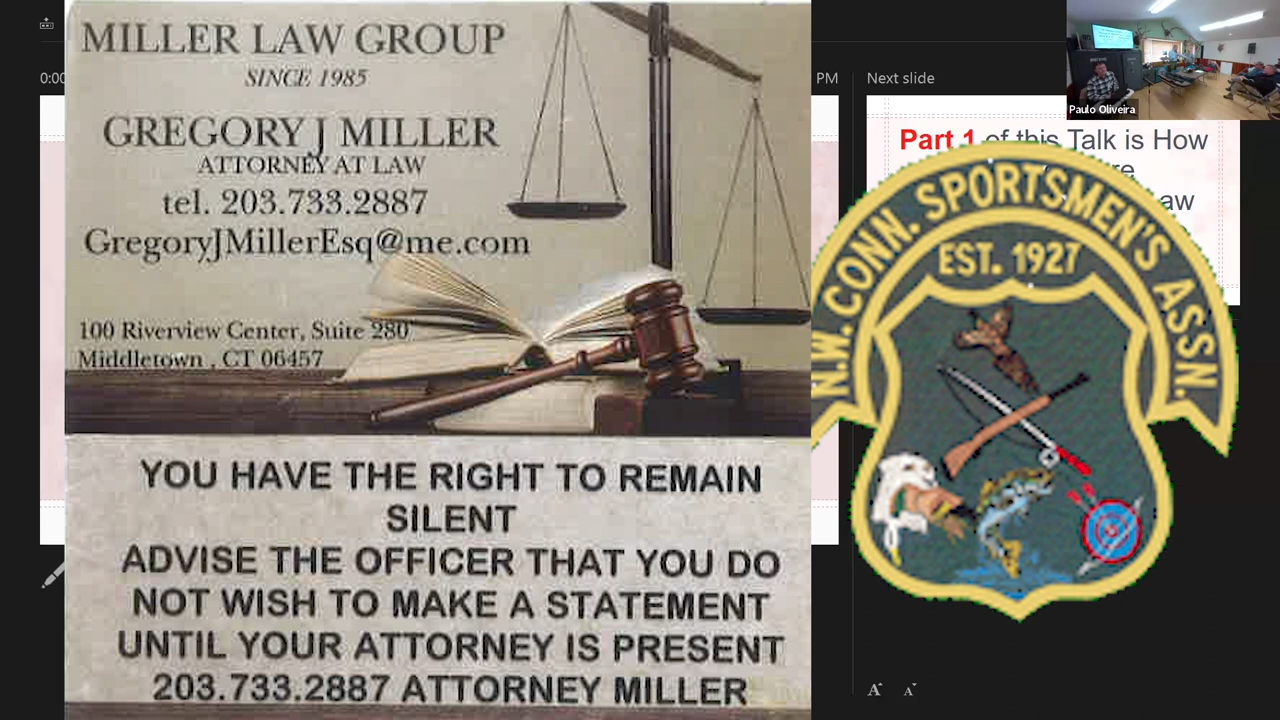 MILLER LAW GROUP
SINCE 1985
GREGORY J MILLER
ATTORNEY AT LAW
tel. 203.733.2887
GregoryJMillerEsq@me.com
100 Riverview Center, Suite 280
Middletown , CT 06457
YOU HAVE THE RIGHT TO REMAIN
SILENT
ADVISE THE OFFICER THAT YOU DO
NOT WISH TO MAKE A STATEMENT
UNTIL YOUR ATTORNEY IS PRESENT
203.733.2887 ATTORNEY MILLER
0:00
PM
Next slide
Paulo Oliveira
Part 1 of this Talk is How
N.W. CONN. SPORTSMEN'S ASSN.
EST. 1927
A A